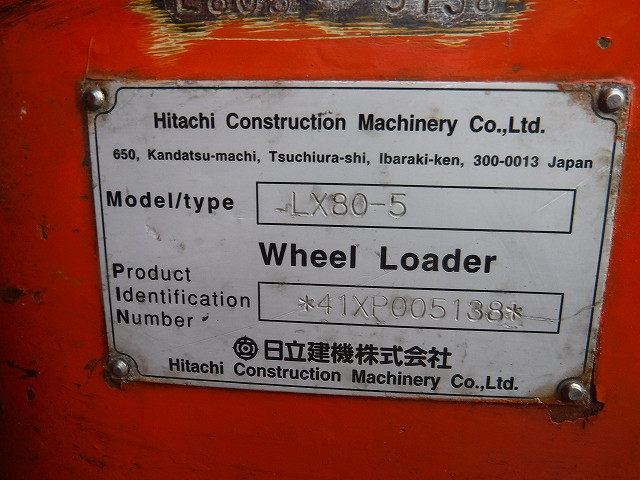 Hitachi Construction Machinery Co.,Ltd.
650, Kandatsu-machi, Tsuchiura-shi, Ibaraki-ken, 300-0013 Japan
Model/type LX80-5
Wheel Loader
Product
Identification
Number *41XP005138*
日立建機株式会社
Hitachi Construction Machinery Co.,Ltd.